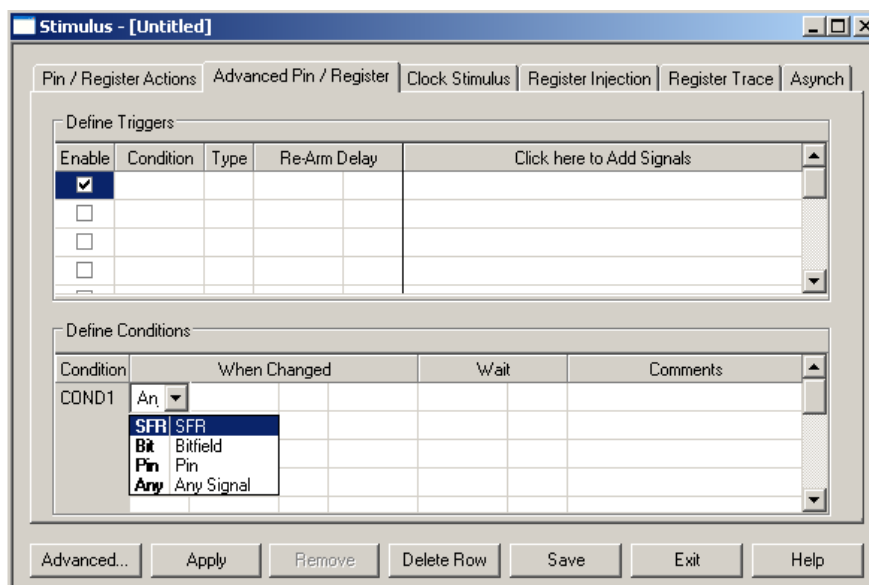 Stimulus - [Untitled]
Pin / Register Actions Advanced Pin / Register Clock Stimulus Register Injection Register Trace Asynch
Define Triggers
Enable Condition Type Re-Arm Delay Click here to Add Signals
Define Conditions
Condition When Changed Wait Comments
COND1 An
SFR SFR
Bit Bitfield
Pin Pin
Any Any Signal
Advanced... Apply Remove Delete Row Save Exit Help